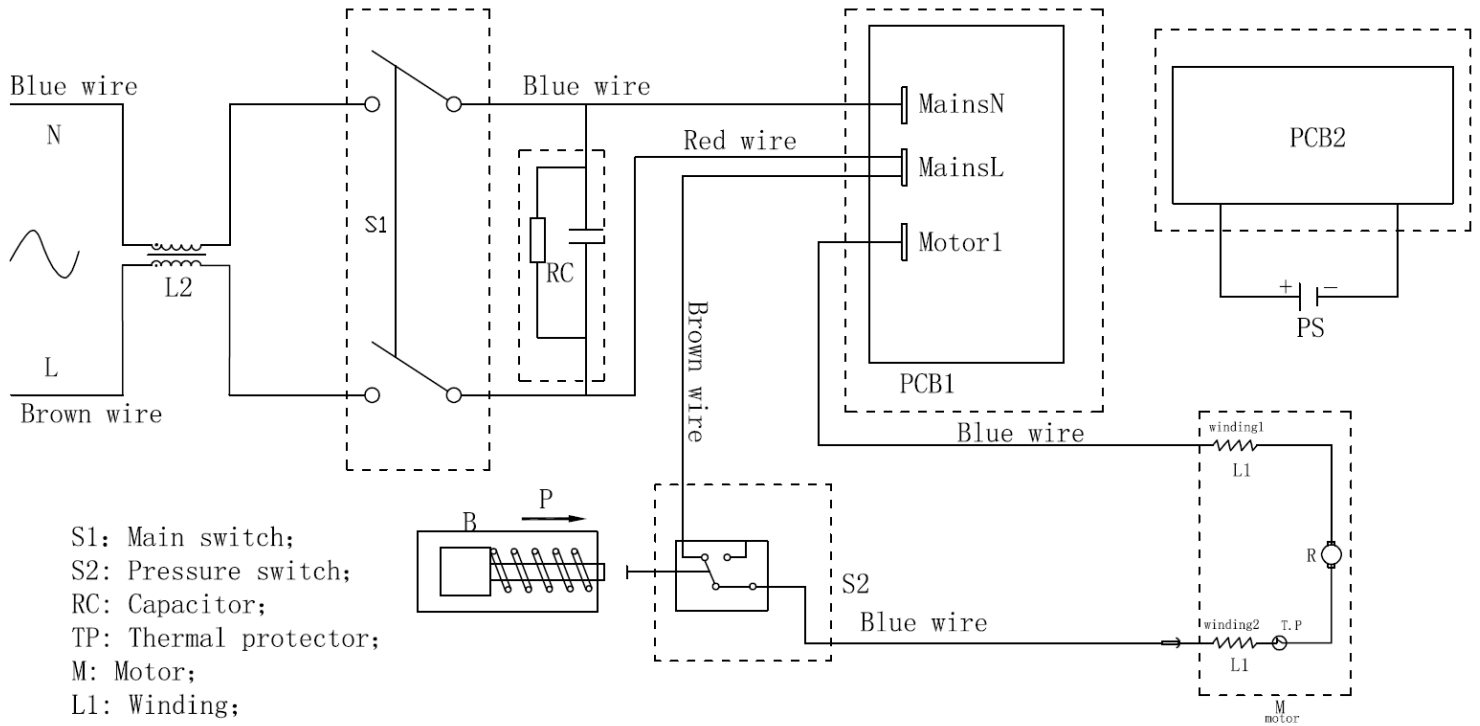 Blue wire
N
L2
L
Brown wire
S1
Blue wire
Red wire
RC
Brown wire
MainsN
MainsL
Motor1
PCB1
PCB2
+ −
PS
Blue wire
winding1
L1
R
winding2
T.P
L1
M
motor
B
P
S2
Blue wire
S1: Main switch;
S2: Pressure switch;
RC: Capacitor;
TP: Thermal protector;
M: Motor;
L1: Winding;